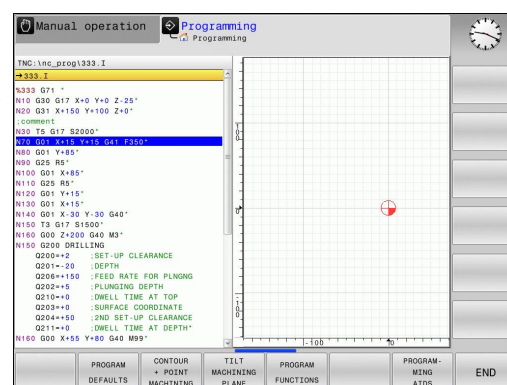 Manual operation
Programming
Programming
TNC:\nc_prog\333.I
→333.I
%333 G71 *
N10 G30 G17 X+0 Y+0 Z-25*
N20 G31 X+150 Y+100 Z+0*
;comment
N30 T5 G17 S2000*
N70 G01 X+15 Y+15 G41 F350*
N80 G01 Y+85*
N90 G25 R5*
N100 G01 X+85*
N110 G25 R5*
N120 G01 Y+15*
N130 G01 X+15*
N140 G01 X-30 Y-30 G40*
N150 T3 G17 S1500*
N160 G00 Z+200 G40 M3*
N150 G200 DRILLING
Q200=+2 ;SET-UP CLEARANCE
Q201=-20 ;DEPTH
Q206=+150 ;FEED RATE FOR PLNGNG
Q202=+5 ;PLUNGING DEPTH
Q210=+0 ;DWELL TIME AT TOP
Q203=+0 ;SURFACE COORDINATE
Q204=+50 ;2ND SET-UP CLEARANCE
Q211=+0 ;DWELL TIME AT DEPTH*
N160 G00 X+55 Y+80 G40 M99*
100
0
-100
-100
0
PROGRAM
DEFAULTS
CONTOUR
+ POINT
MACHINING
TILT
MACHINING
PLANE
PROGRAM
FUNCTIONS
PROGRAM-
MING
AIDS
END